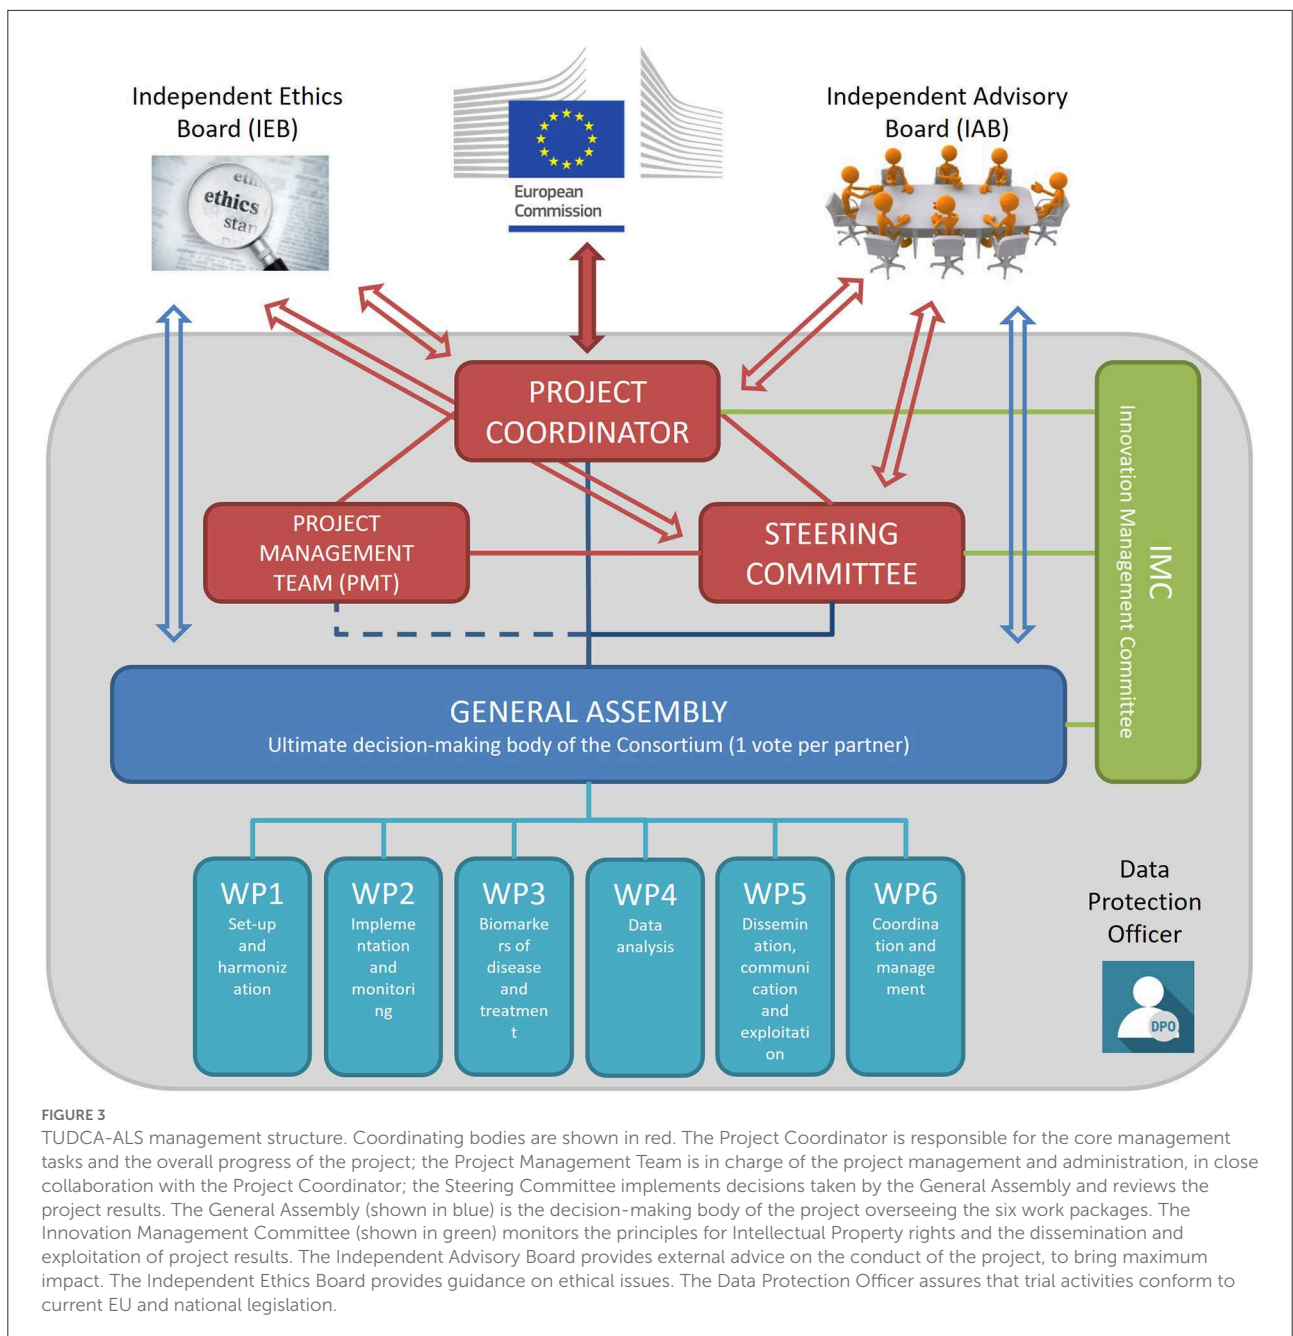 Independent Ethics
Board (IEB)
ethics
stan
European
Commission
Independent Advisory
Board (IAB)
PROJECT
COORDINATOR
PROJECT
MANAGEMENT
TEAM (PMT)
STEERING
COMMITTEE
IMC
Innovation Management Committee
GENERAL ASSEMBLY
Ultimate decision-making body of the Consortium (1 vote per partner)
WP1
Set-up
and
harmoniz
ation
WP2
Impleme
ntation
and
monitori
ng
WP3
Biomarke
rs of
disease
and
treatmen
t
WP4
Data
analysis
WP5
Dissemin
ation,
communi
cation
and
exploitati
on
WP6
Coordina
tion and
manage
ment
Data
Protection
Officer
DPO
FIGURE 3
TUDCA-ALS management structure. Coordinating bodies are shown in red. The Project Coordinator is responsible for the core management
tasks and the overall progress of the project; the Project Management Team is in charge of the project management and administration, in close
collaboration with the Project Coordinator; the Steering Committee implements decisions taken by the General Assembly and reviews the
project results. The General Assembly (shown in blue) is the decision-making body of the project overseeing the six work packages. The
Innovation Management Committee (shown in green) monitors the principles for Intellectual Property rights and the dissemination and
exploitation of project results. The Independent Advisory Board provides external advice on the conduct of the project, to bring maximum
impact. The Independent Ethics Board provides guidance on ethical issues. The Data Protection Officer assures that trial activities conform to
current EU and national legislation.